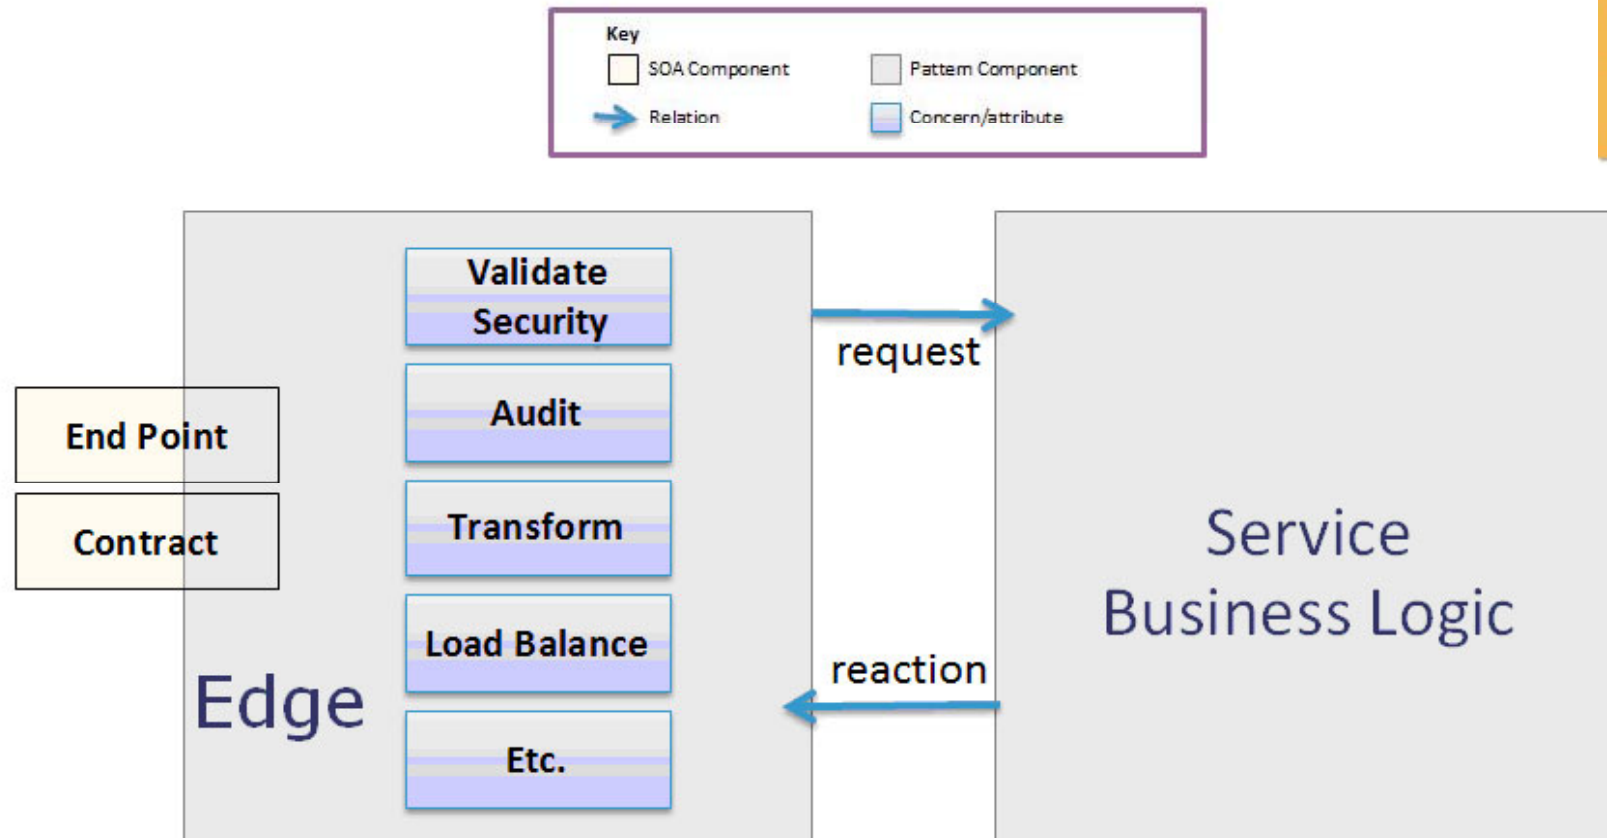 Key
SOA Component
Pattern Component
Relation
Concern/attribute
Validate
Security
Audit
Transform
Load Balance
Etc.
End Point
Contract
Edge
request
reaction
Service
Business Logic